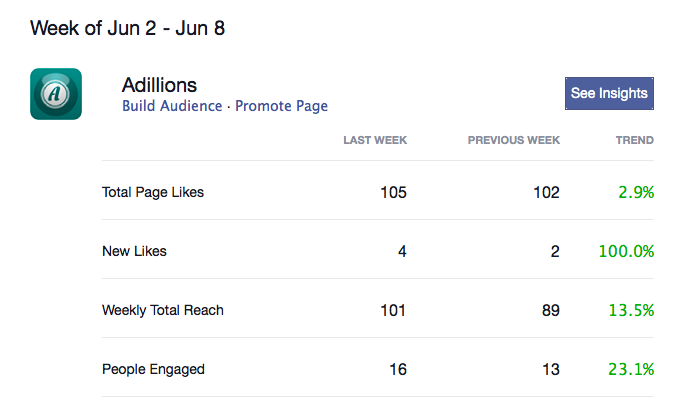 Week of Jun 2 - Jun 8
A
Adillions
Build Audience · Promote Page
See Insights
LAST WEEK PREVIOUS WEEK TREND
Total Page Likes 105 102 2.9%
New Likes 4 2 100.0%
Weekly Total Reach 101 89 13.5%
People Engaged 16 13 23.1%